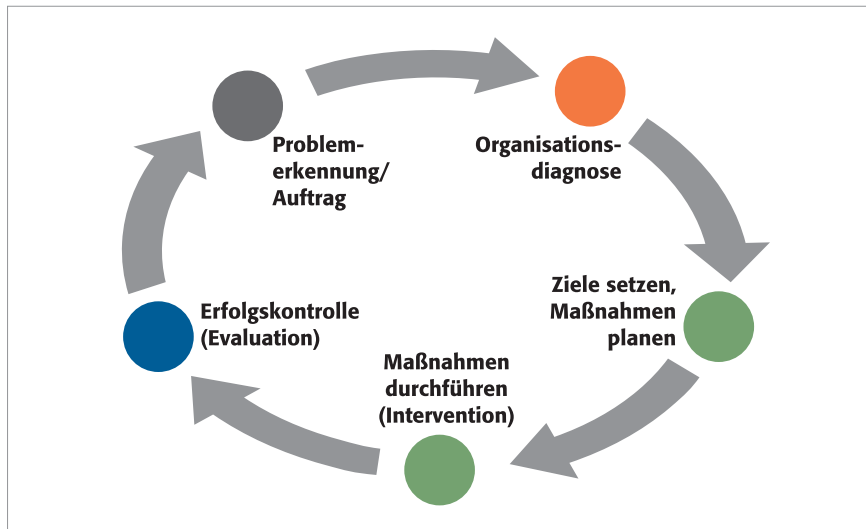 Problem-
erkennung/
Auftrag
Organisations-
diagnose
Ziele setzen,
Maßnahmen
planen
Maßnahmen
durchführen
(Intervention)
Erfolgskontrolle
(Evaluation)